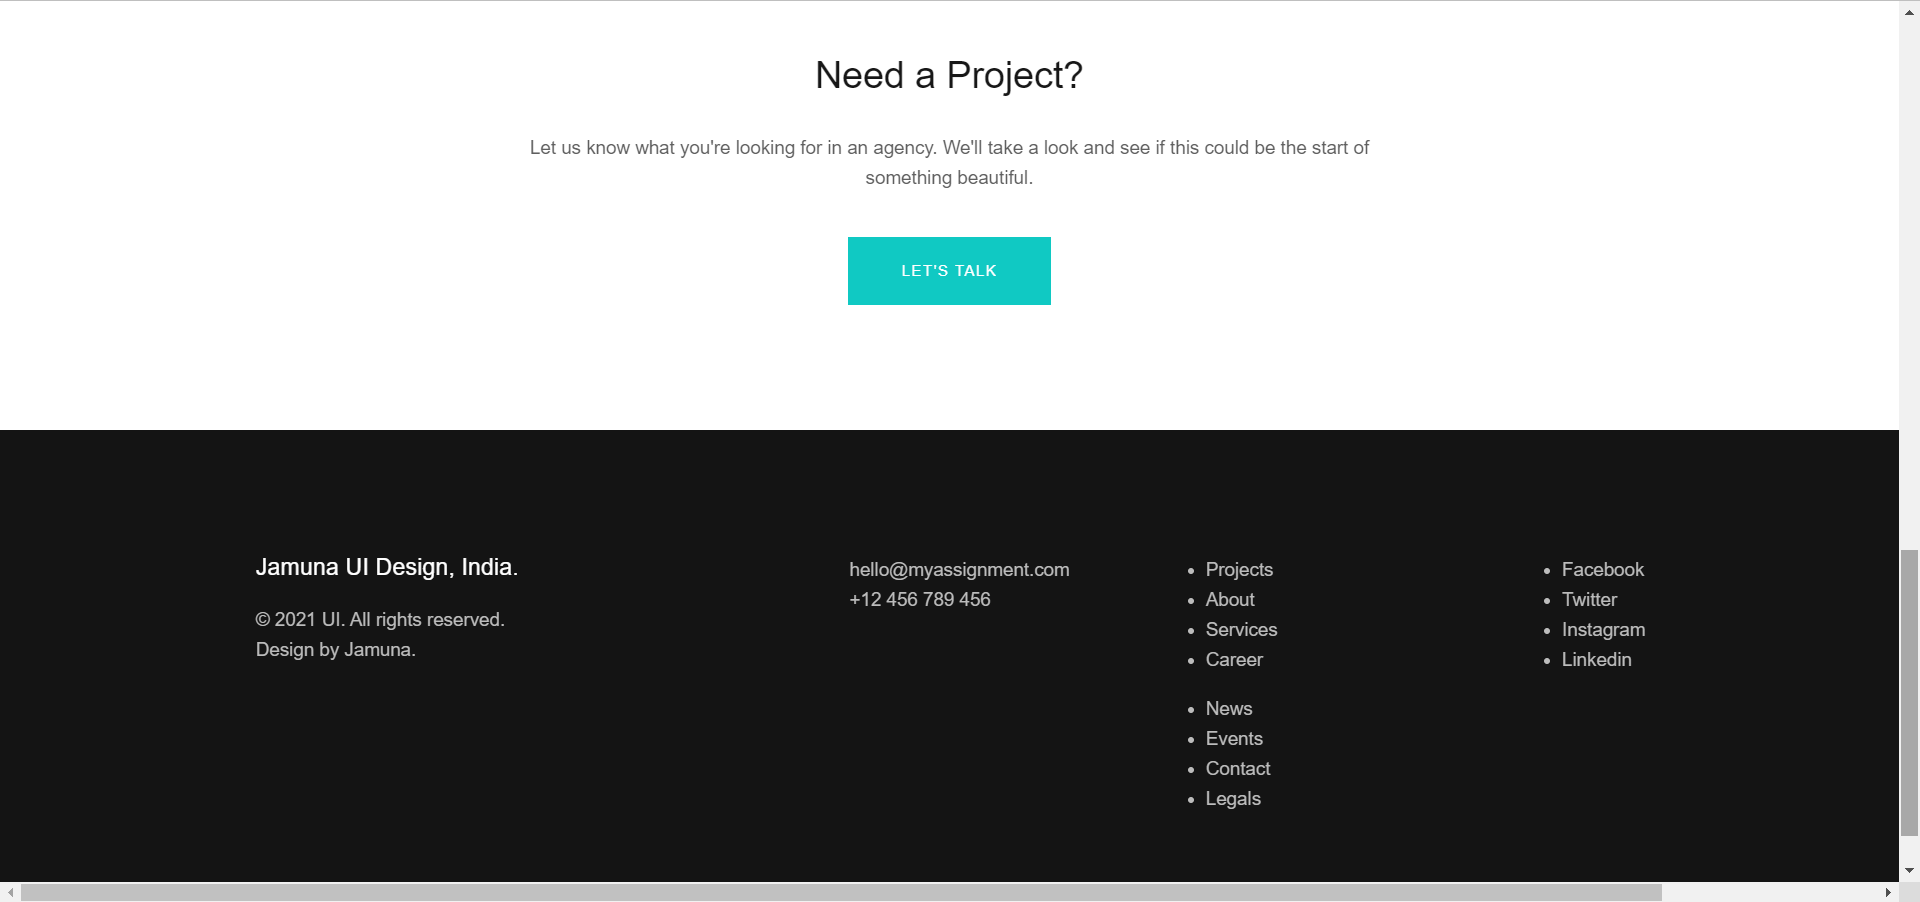 Need a Project?
Let us know what you're looking for in an agency. We'll take a look and see if this could be the start of
something beautiful.
LET'S TALK
Jamuna UI Design, India.
© 2021 UI. All rights reserved.
Design by Jamuna.
hello@myassignment.com
+12 456 789 456
Projects
About
Services
Career
News
Events
Contact
Legals
Facebook
Twitter
Instagram
Linkedin